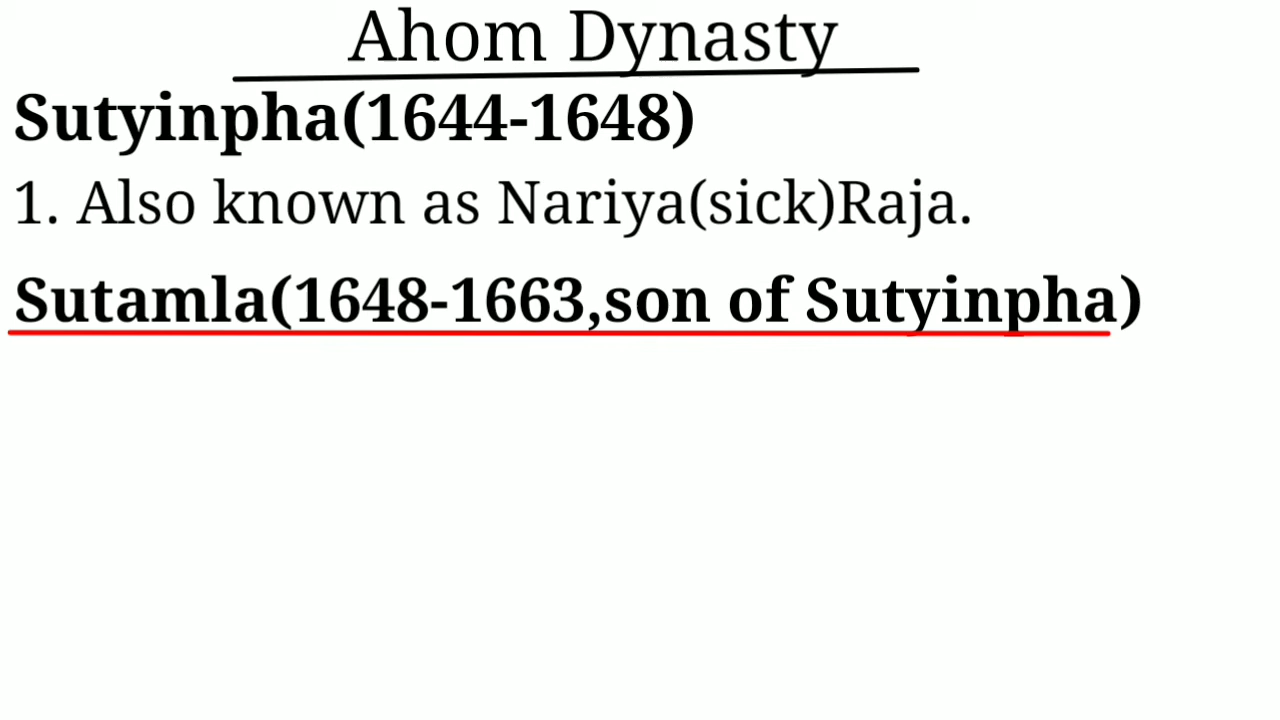 Ahom Dynasty
Sutyinpha(1644-1648)
1. Also known as Nariya(sick)Raja.
Sutamla(1648-1663,son of Sutyinpha)